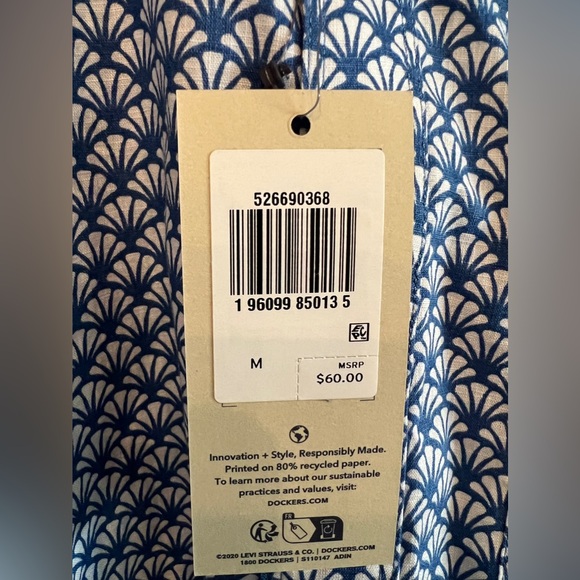 526690368
1 96099 85013 5
M
MSRP
$60.00
Innovation + Style, Responsibly Made.
Printed on 80% recycled paper.
To learn more about our sustainable
practices and values, visit:
DOCKERS.COM
©2020 LEVI STRAUSS & CO. | DOCKERS.COM
1800 DOCKERS | S110147 ADIN